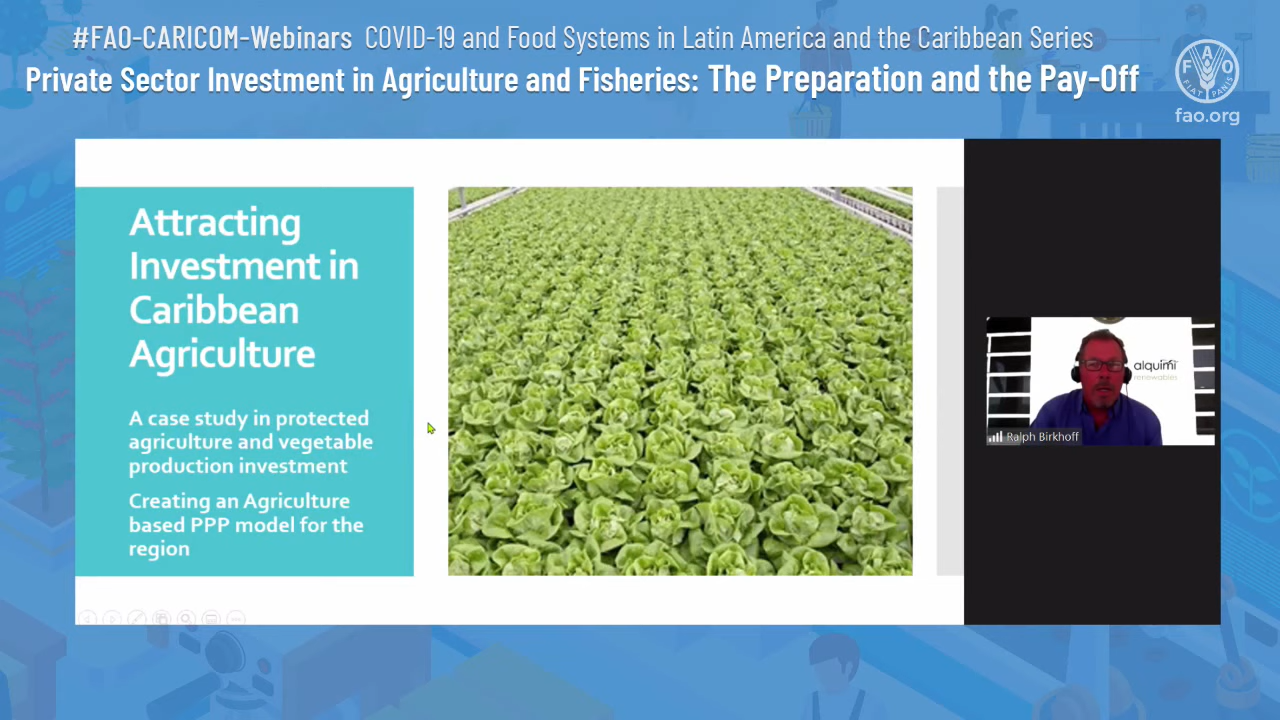 #FAO-CARICOM-Webinars COVID-19 and Food Systems in Latin America and the Caribbean Series
Private Sector Investment in Agriculture and Fisheries: The Preparation and the Pay-Off
FAO
FIAT PANIS
fao.org
Attracting
Investment in
Caribbean
Agriculture
A case study in protected
agriculture and vegetable
production investment
Creating an Agriculture
based PPP model for the
region
alquimi
renewables
Ralph Birkhoff